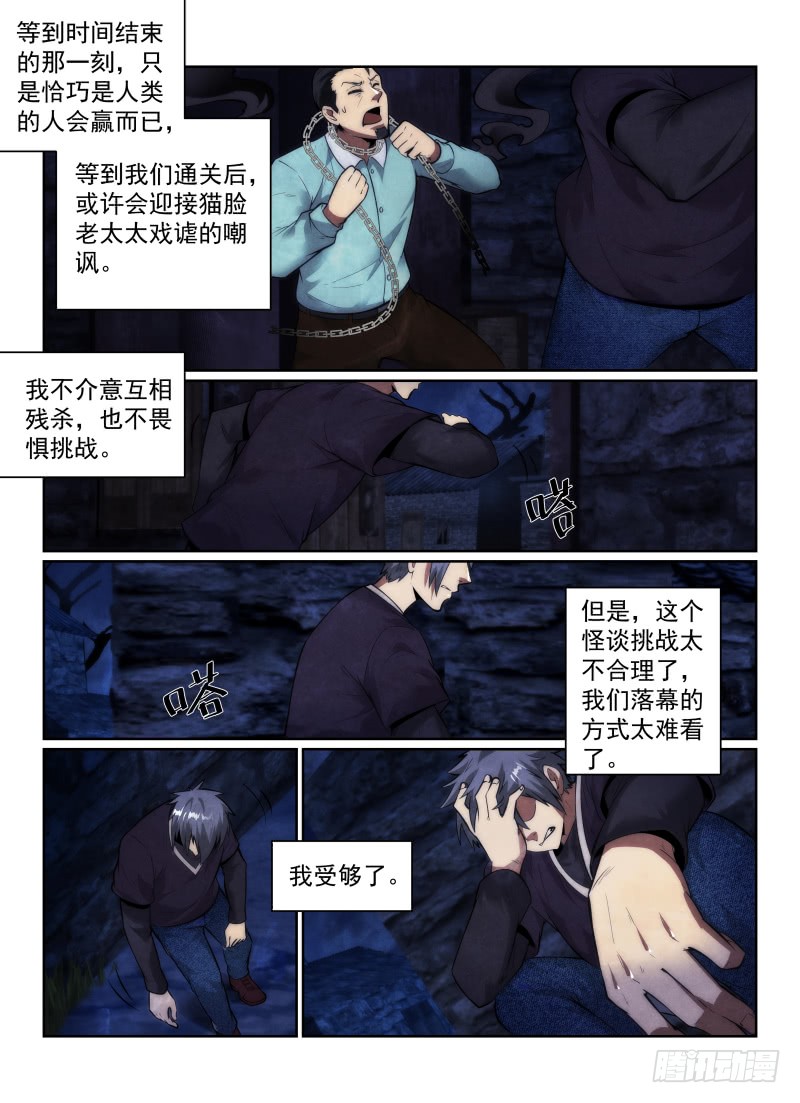 等到时间结束
的那一刻，只
是恰巧是人类
的人会赢而已，
等到我们通关后，
或许会迎接猫脸
老太太戏谑的嘲
讽。
我不介意互相
残杀，也不畏
惧挑战。
嗒
嗒
但是，这个
怪谈挑战太
不合理了，
我们落幕的
方式太难看
了。
我受够了。
腾讯动漫